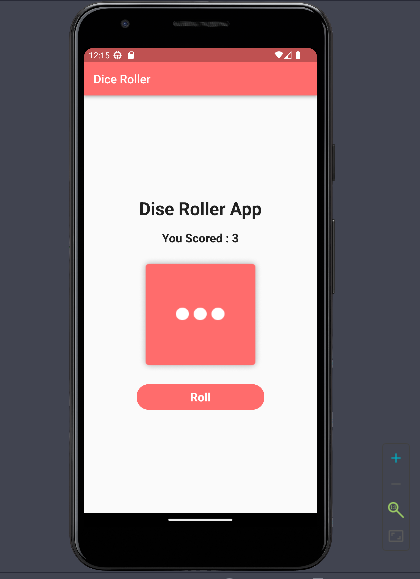 12:15
Dice Roller
Dise Roller App
You Scored : 3
Roll